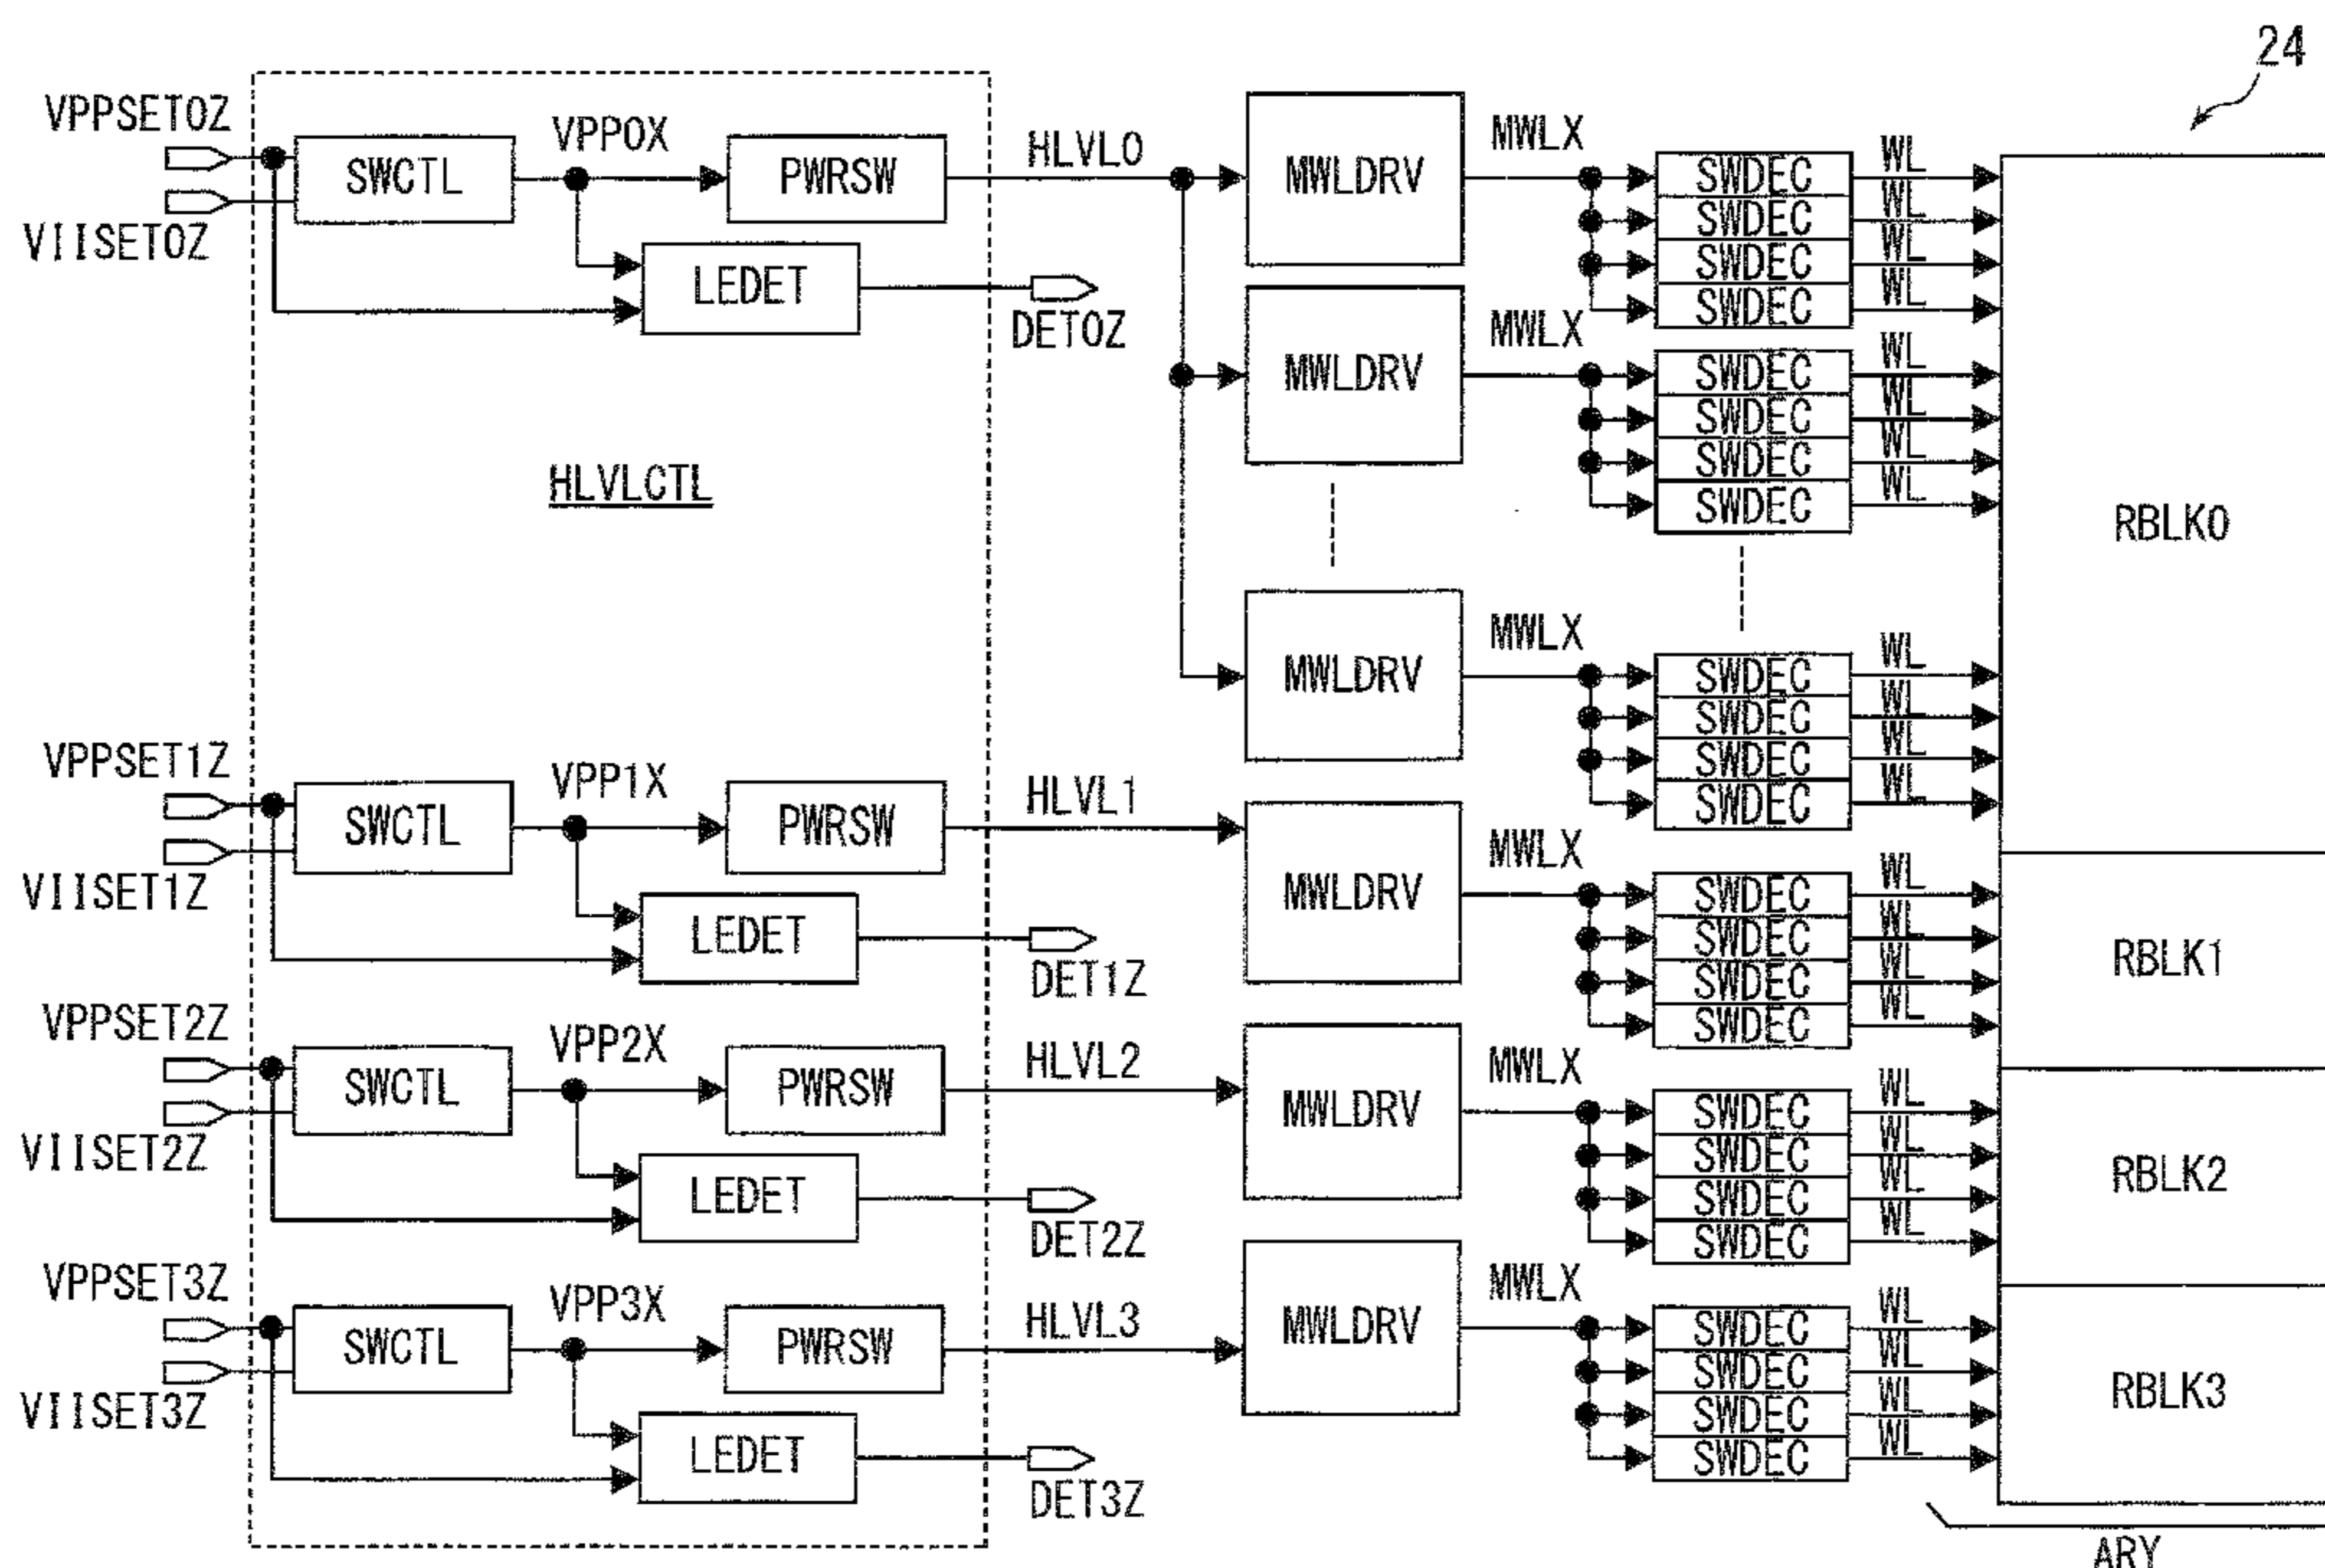 24
VPPSET0Z
VIISET0Z
SWCTL
VPP0X
PWRSW
LEDET
HLVL0
DET0Z
HLVLCTL
MWLDRV
MWLX
SWDEC
SWDEC
SWDEC
SWDEC
WL
WL
WL
WL
MWLDRV
MWLX
SWDEC
SWDEC
SWDEC
SWDEC
WL
WL
WL
WL
MWLDRV
MWLX
SWDEC
SWDEC
SWDEC
SWDEC
WL
WL
WL
WL
RBLK0
VPPSET1Z
VIISET1Z
SWCTL
VPP1X
PWRSW
LEDET
HLVL1
DET1Z
MWLDRV
MWLX
SWDEC
SWDEC
SWDEC
SWDEC
WL
WL
WL
WL
RBLK1
VPPSET2Z
VIISET2Z
SWCTL
VPP2X
PWRSW
LEDET
HLVL2
DET2Z
MWLDRV
MWLX
SWDEC
SWDEC
SWDEC
SWDEC
WL
WL
WL
WL
RBLK2
VPPSET3Z
VIISET3Z
SWCTL
VPP3X
PWRSW
LEDET
HLVL3
DET3Z
MWLDRV
MWLX
SWDEC
SWDEC
SWDEC
SWDEC
WL
WL
WL
WL
RBLK3
ARY